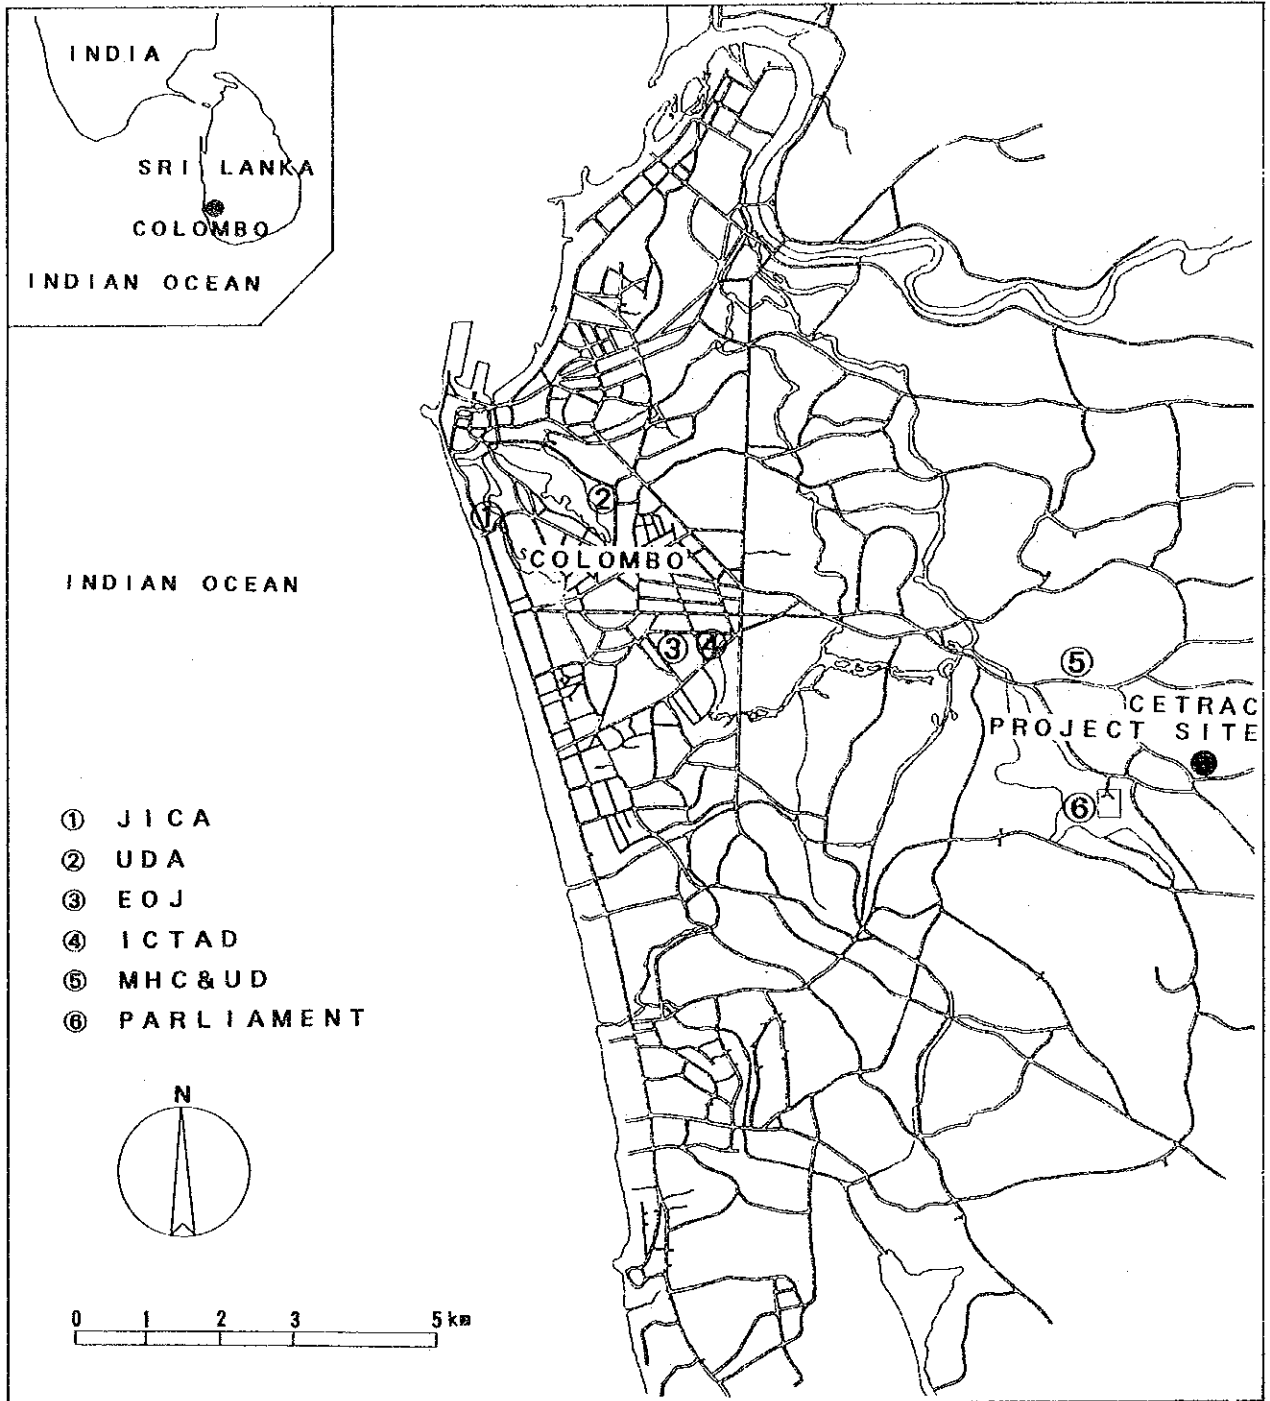 INDIA
SRI LANKA
COLOMBO
INDIAN OCEAN
②
①
COLOMBO
INDIAN OCEAN
③ ④
⑤
CETRAC
PROJECT SITE
⑥
① JICA
② UDA
③ EOJ
④ ICTAD
⑤ MHC&UD
⑥ PARLIAMENT
N
0 1 2 3 5 km